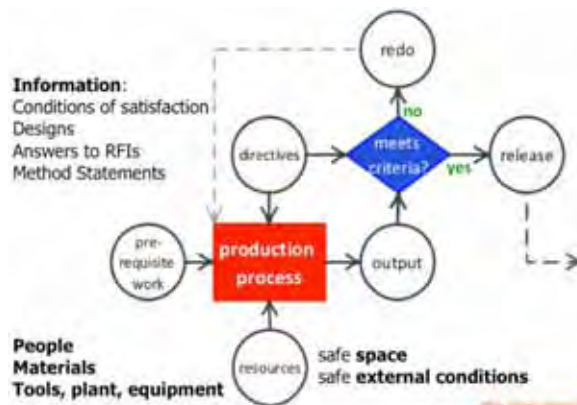 redo
Information:
Conditions of satisfaction
Designs
Answers to RFIs
Method Statements
no
directives
meets
criteria?
yes
release
pre-
requisite
work
production
process
output
People
Materials
Tools, plant, equipment
resources
safe space
safe external conditions